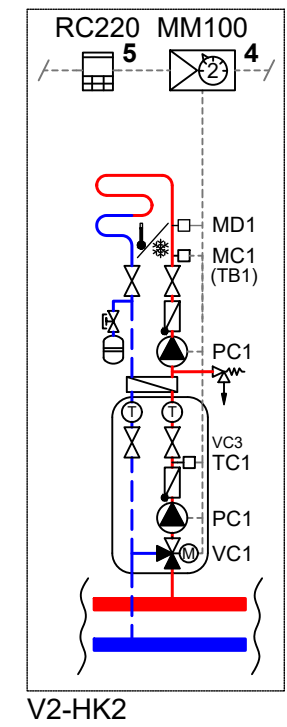 RC220 MM100
5 2 4
MD1
MC1
(TB1)
PC1
T T
VC3
TC1
PC1
M VC1
V2-HK2